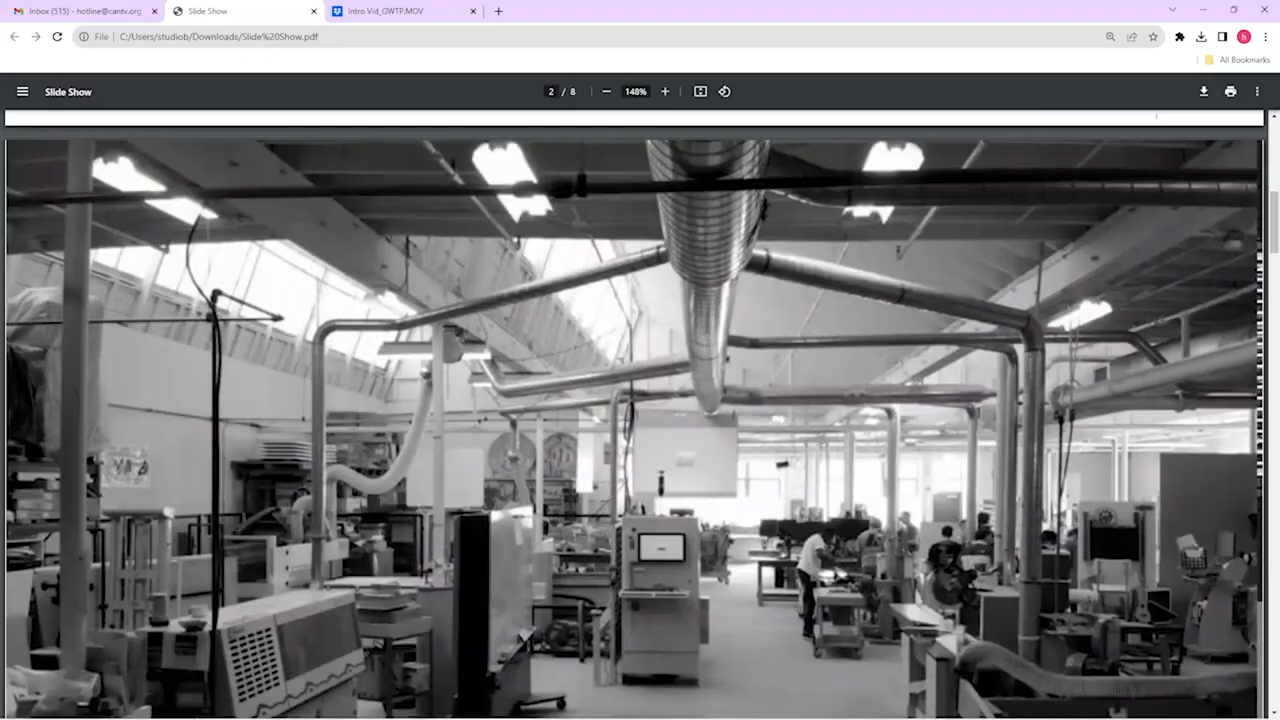 Inbox (515) - hotline@cantv.org
Slide Show
Intro Vid_GWTP.MOV
File
C:/Users/studiob/Downloads/Slide%20Show.pdf
h
All Bookmarks
Slide Show
2 / 8
148%